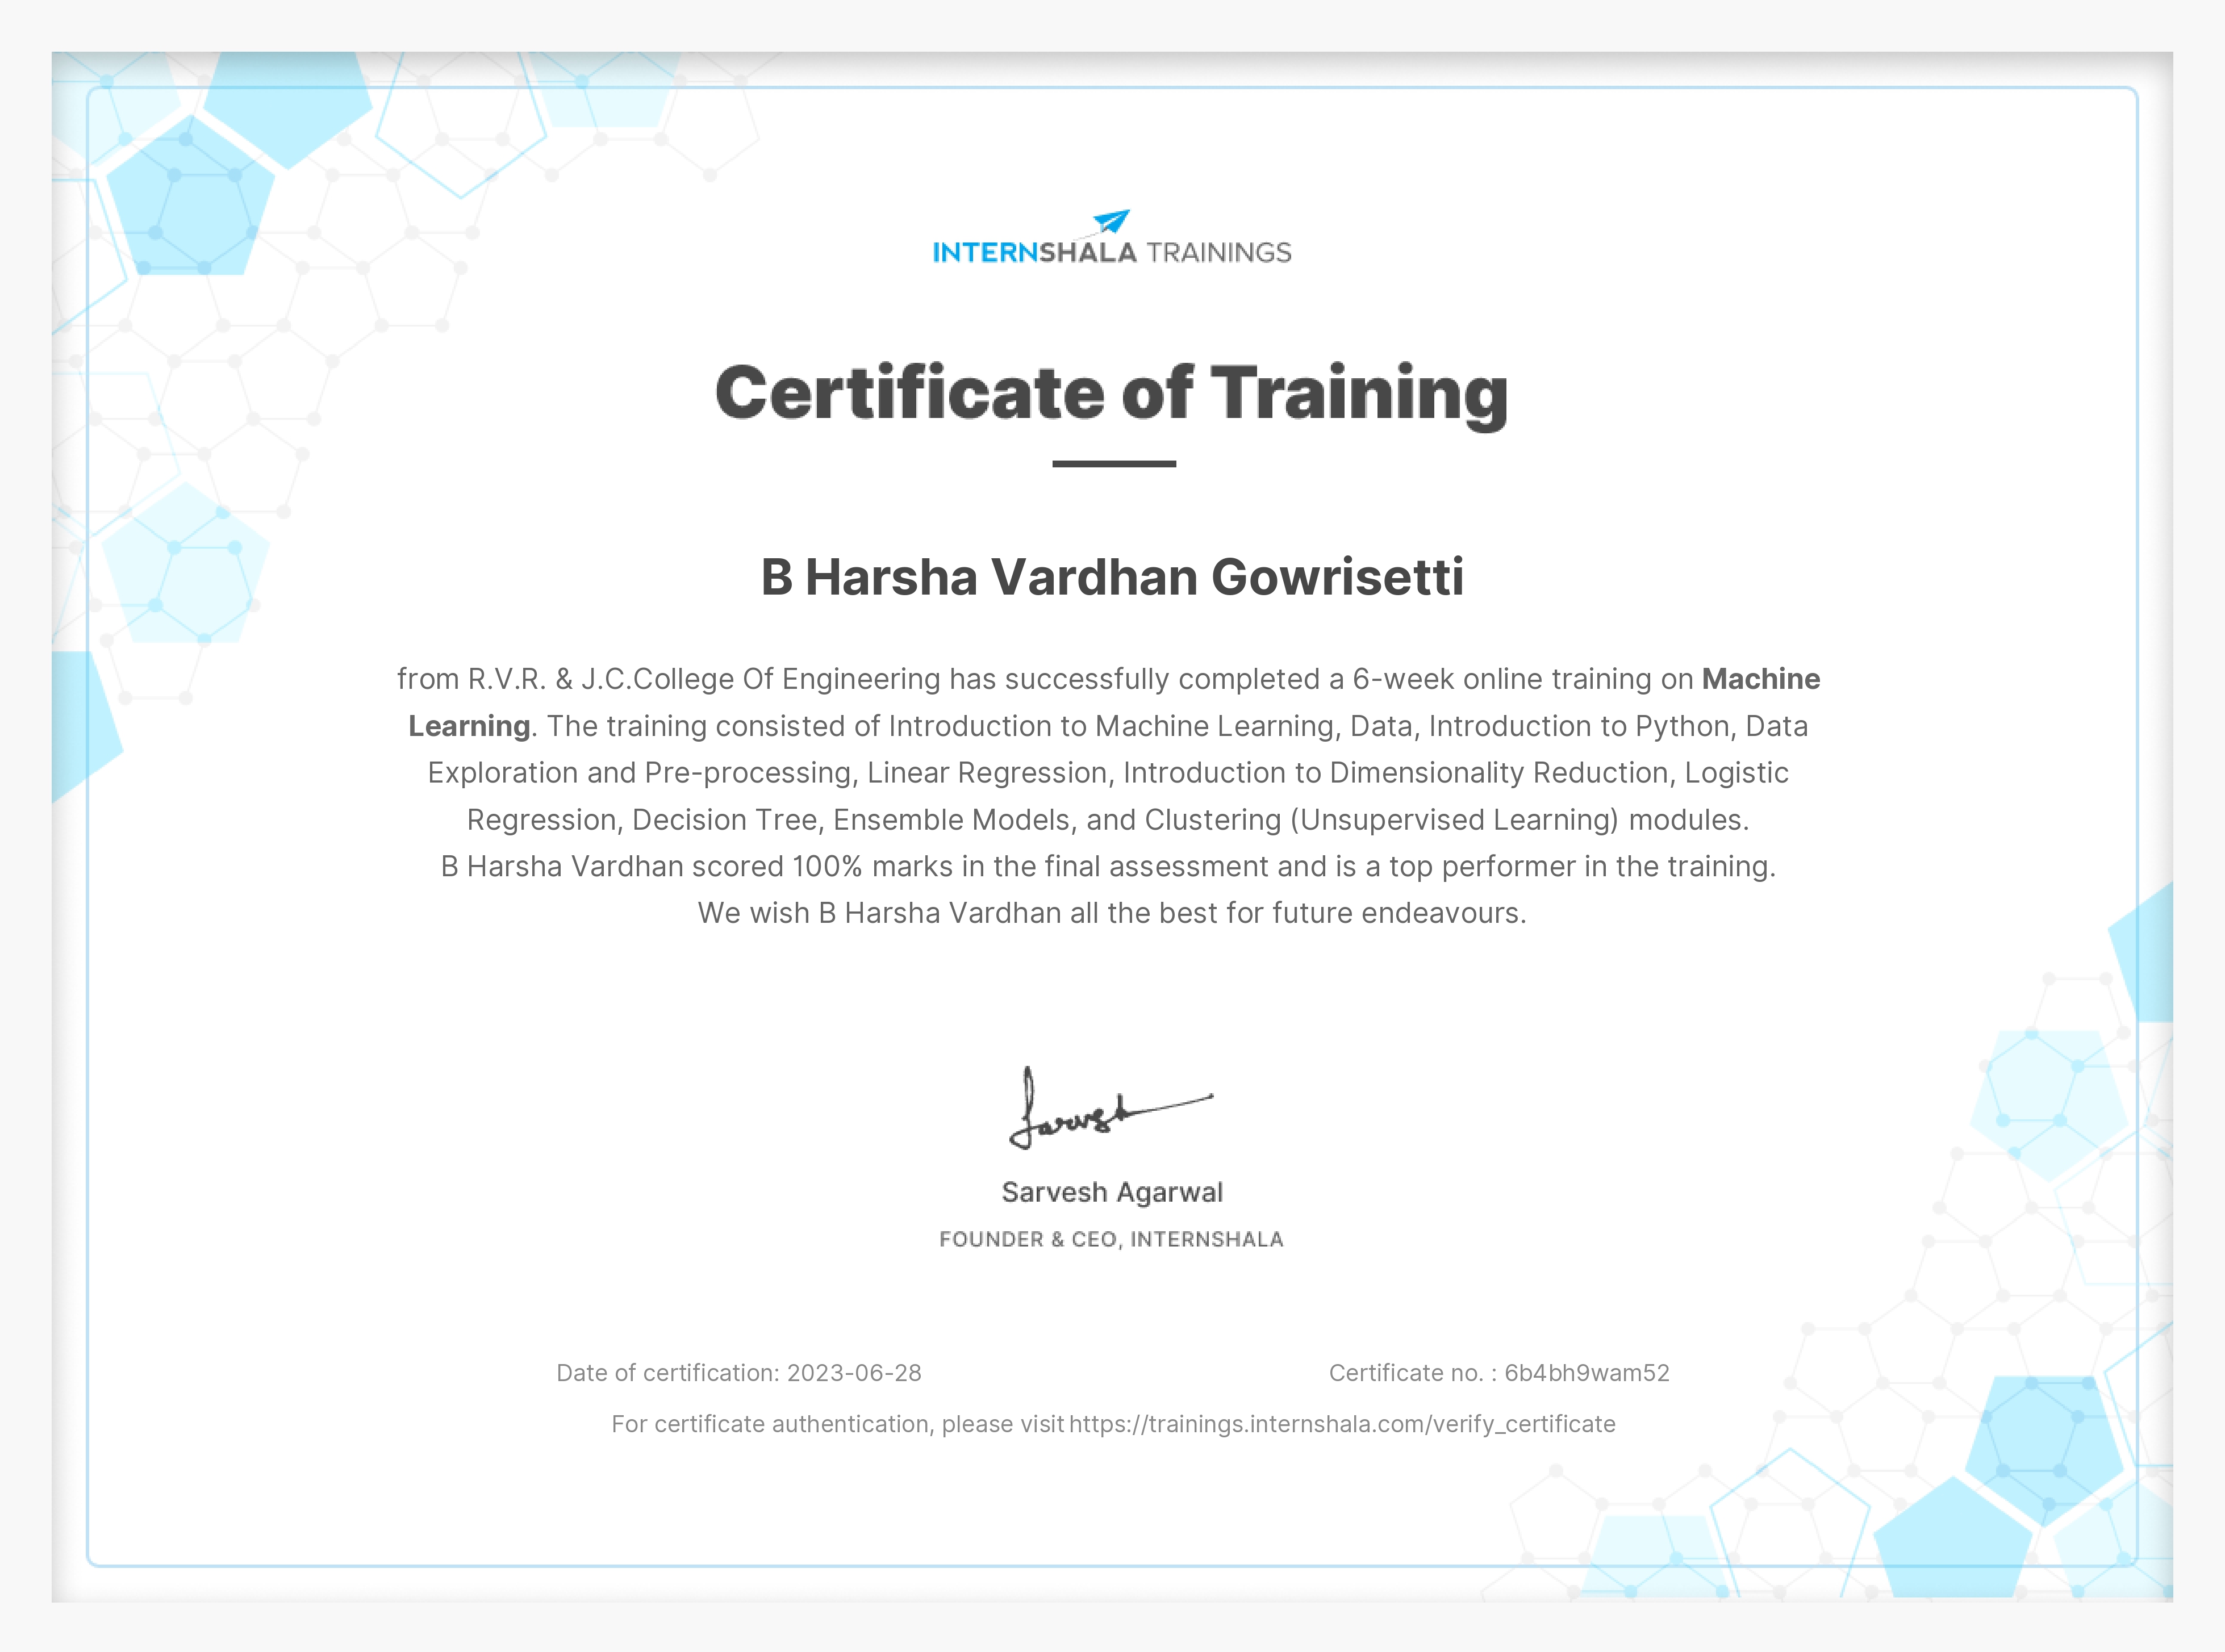 INTERNSHALA TRAININGS
Certificate of Training
B Harsha Vardhan Gowrisetti
from R.V.R. & J.C.College Of Engineering has successfully completed a 6-week online training on Machine
Learning. The training consisted of Introduction to Machine Learning, Data, Introduction to Python, Data
Exploration and Pre-processing, Linear Regression, Introduction to Dimensionality Reduction, Logistic
Regression, Decision Tree, Ensemble Models, and Clustering (Unsupervised Learning) modules.
B Harsha Vardhan scored 100% marks in the final assessment and is a top performer in the training.
We wish B Harsha Vardhan all the best for future endeavours.
Sarvesh
Sarvesh Agarwal
FOUNDER & CEO, INTERNSHALA
Date of certification: 2023-06-28
Certificate no. : 6b4bh9wam52
For certificate authentication, please visit https://trainings.internshala.com/verify_certificate